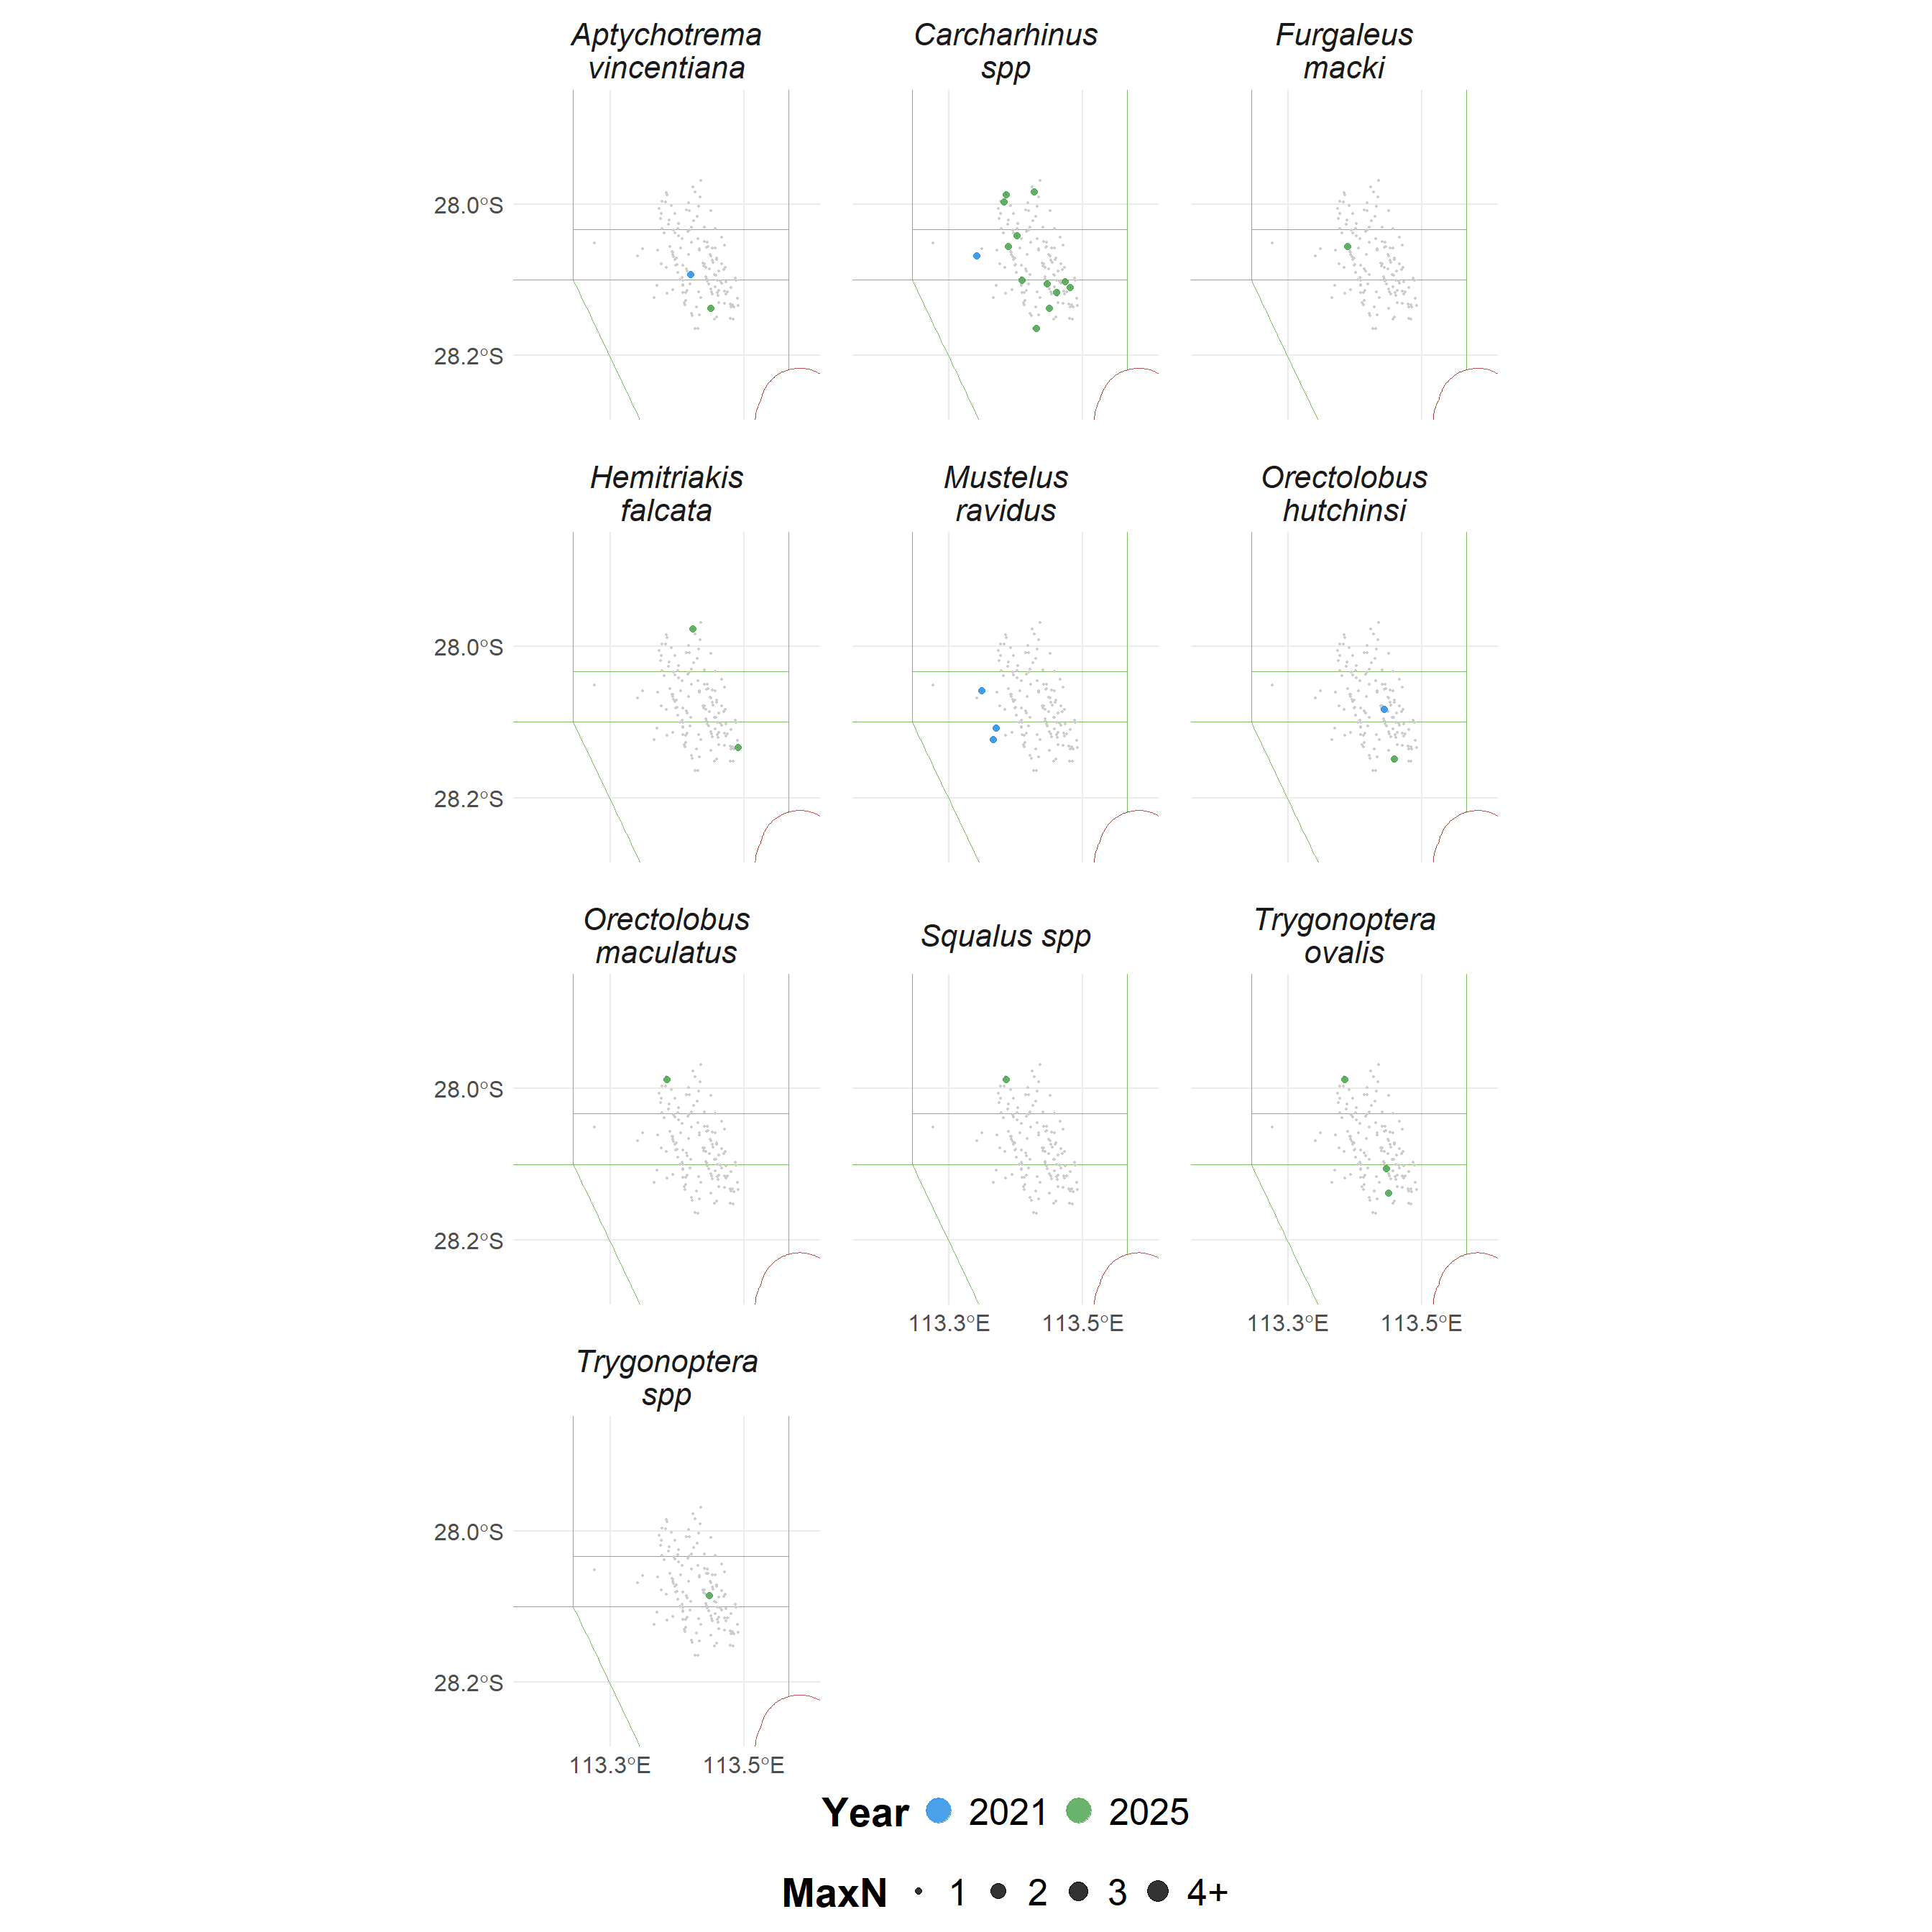 Aptychotrema
vincentiana
Carcharhinus
spp
Furgaleus
macki
28.0°S
28.2°S
Hemitriakis
falcata
Mustelus
ravidus
Orectolobus
hutchinsi
28.0°S
28.2°S
Orectolobus
maculatus
Squalus spp
Trygonoptera
ovalis
28.0°S
28.2°S
113.3°E 113.5°E 113.3°E 113.5°E
Trygonoptera
spp
28.0°S
28.2°S
113.3°E 113.5°E
Year 2021 2025
MaxN 1 2 3 4+